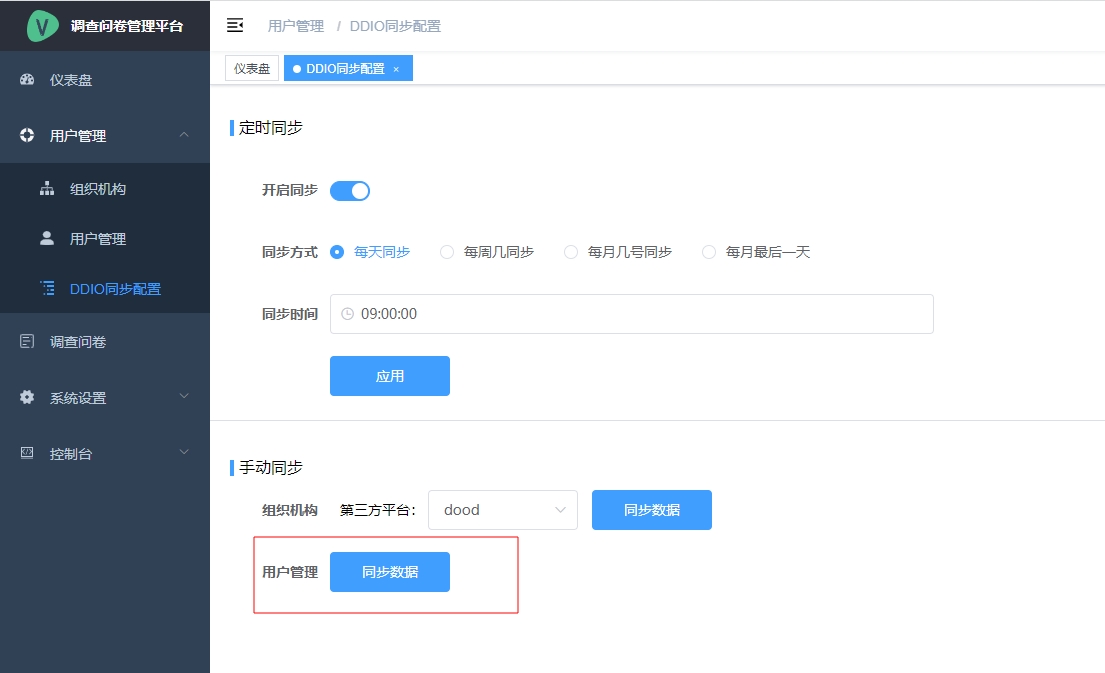 V 调查问卷管理平台
用户管理 / DDIO同步配置
仪表盘 DDIO同步配置 ×
仪表盘
用户管理
组织机构
用户管理
DDIO同步配置
调查问卷
系统设置
控制台
定时同步
开启同步
同步方式 每天同步 每周几同步 每月几号同步 每月最后一天
同步时间 09:00:00
应用
手动同步
组织机构 第三方平台： dood 同步数据
用户管理 同步数据